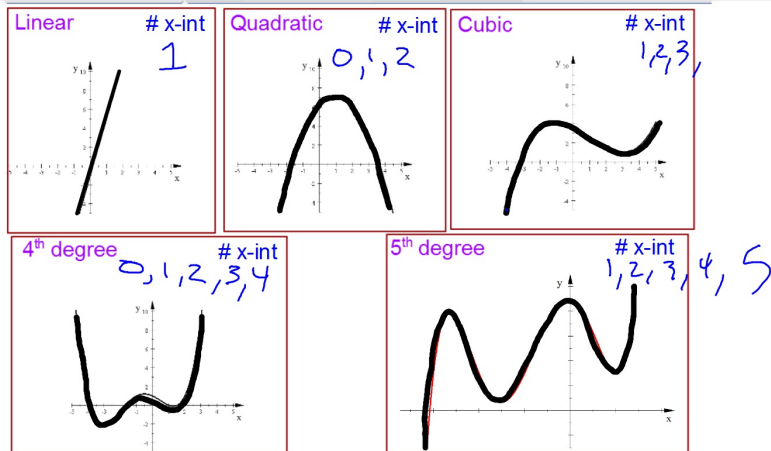 Linear # x-int
1
Quadratic # x-int
0, 1, 2
Cubic # x-int
1, 2, 3,
4th degree # x-int
0, 1, 2, 3, 4
5th degree # x-int
1, 2, 3, 4, 5